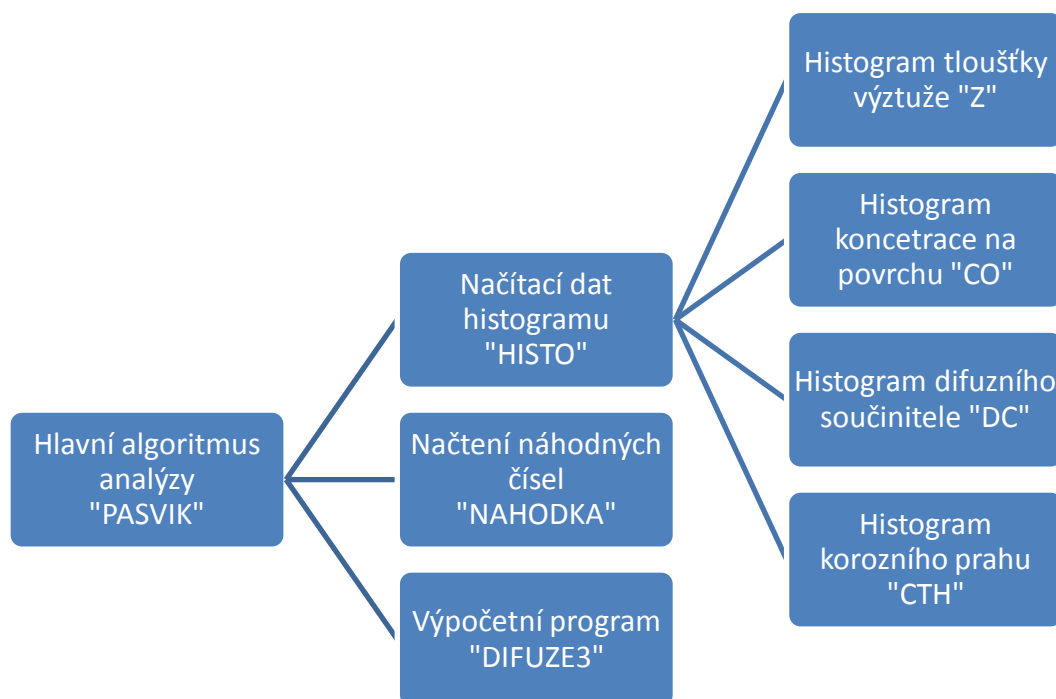 Hlavní algoritmus
analýzy
"PASVIK"
Načítací dat
histogramu
"HISTO"
Načtení náhodných
čísel
"NAHODKA"
Výpočetní program
"DIFUZE3"
Histogram tloušťky
výztuže "Z"
Histogram
koncetrace na
povrchu "CO"
Histogram difuzního
součinitele "DC"
Histogram
korozního prahu
"CTH"